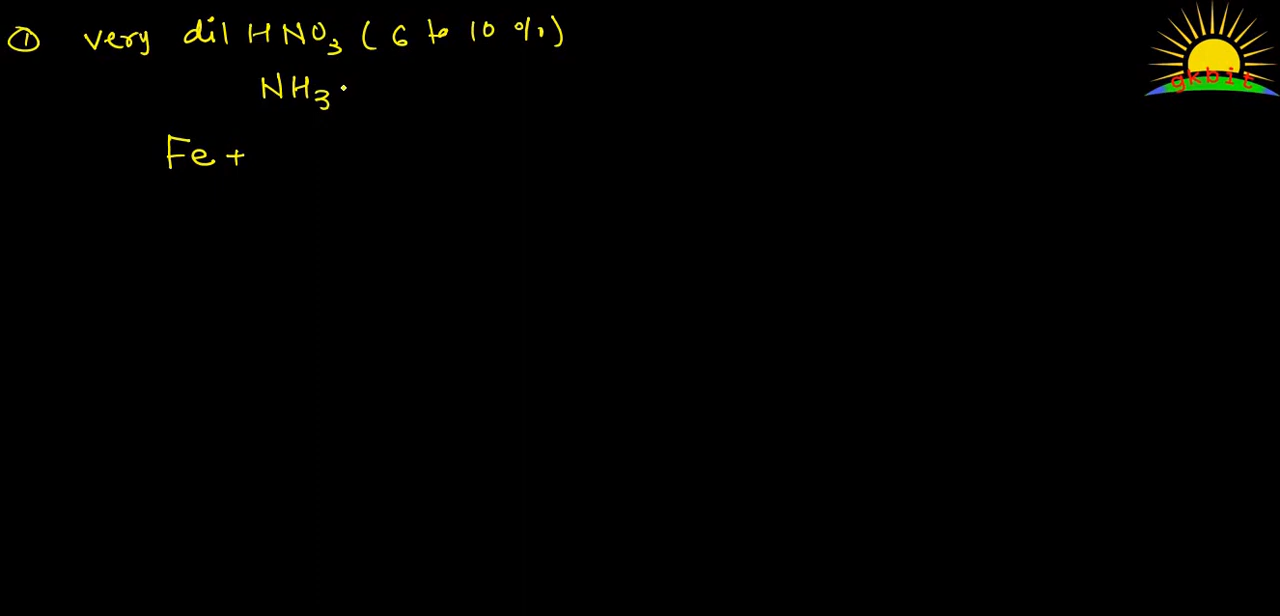 ① very dil HNO₃ ( 6 to 10 % )
NH₃ .
Fe +
gkbit